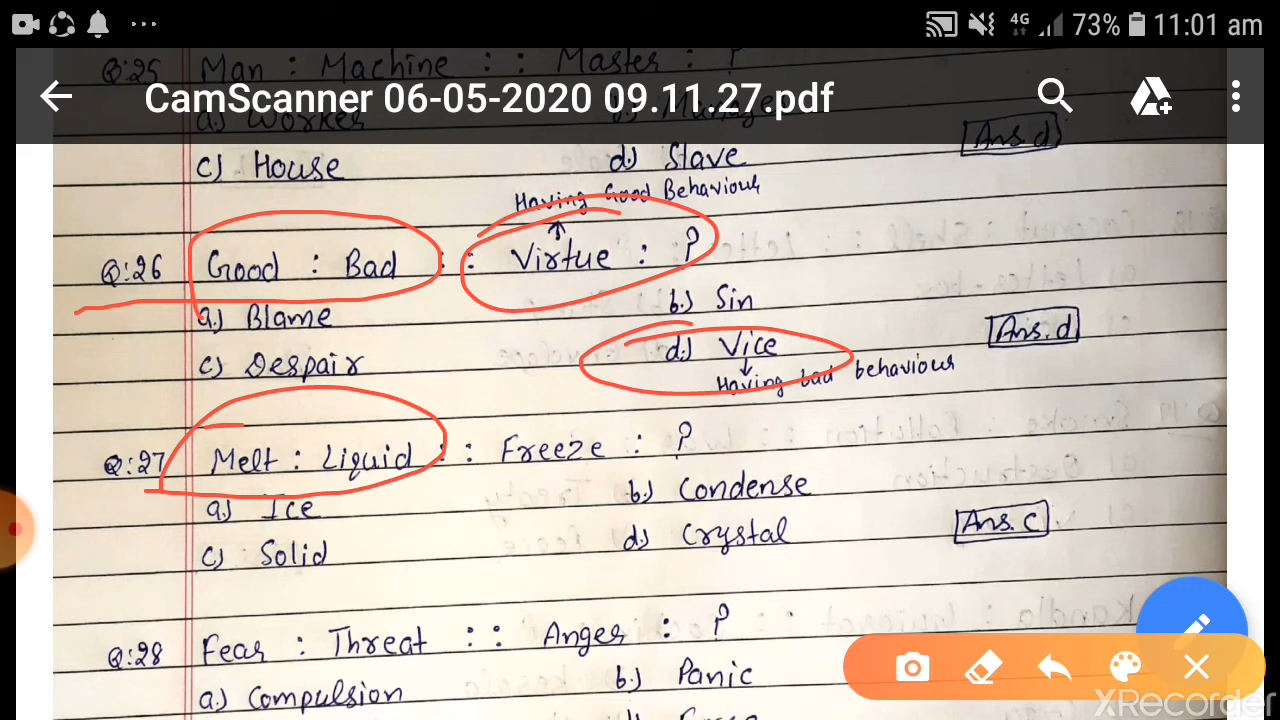 4G 73% 11:01 am
Q:25 Man : Machine : : Master : ?
CamScanner 06-05-2020 09.11.27.pdf
a) Worker
c) House d.) Slave Ans.d
Having Good Behaviour
Q:26 Good : Bad : : Virtue : ?
a.) Blame b.) Sin
c) Despair d.) Vice Ans.d
Having bad behaviour
Q:27 Melt : Liquid : : Freeze : ?
a.) Ice b.) Condense
c) Solid d.) Crystal Ans.c
Q:28 Fear : Threat : : Anger : ?
a.) Compulsion b.) Panic
XRecorder